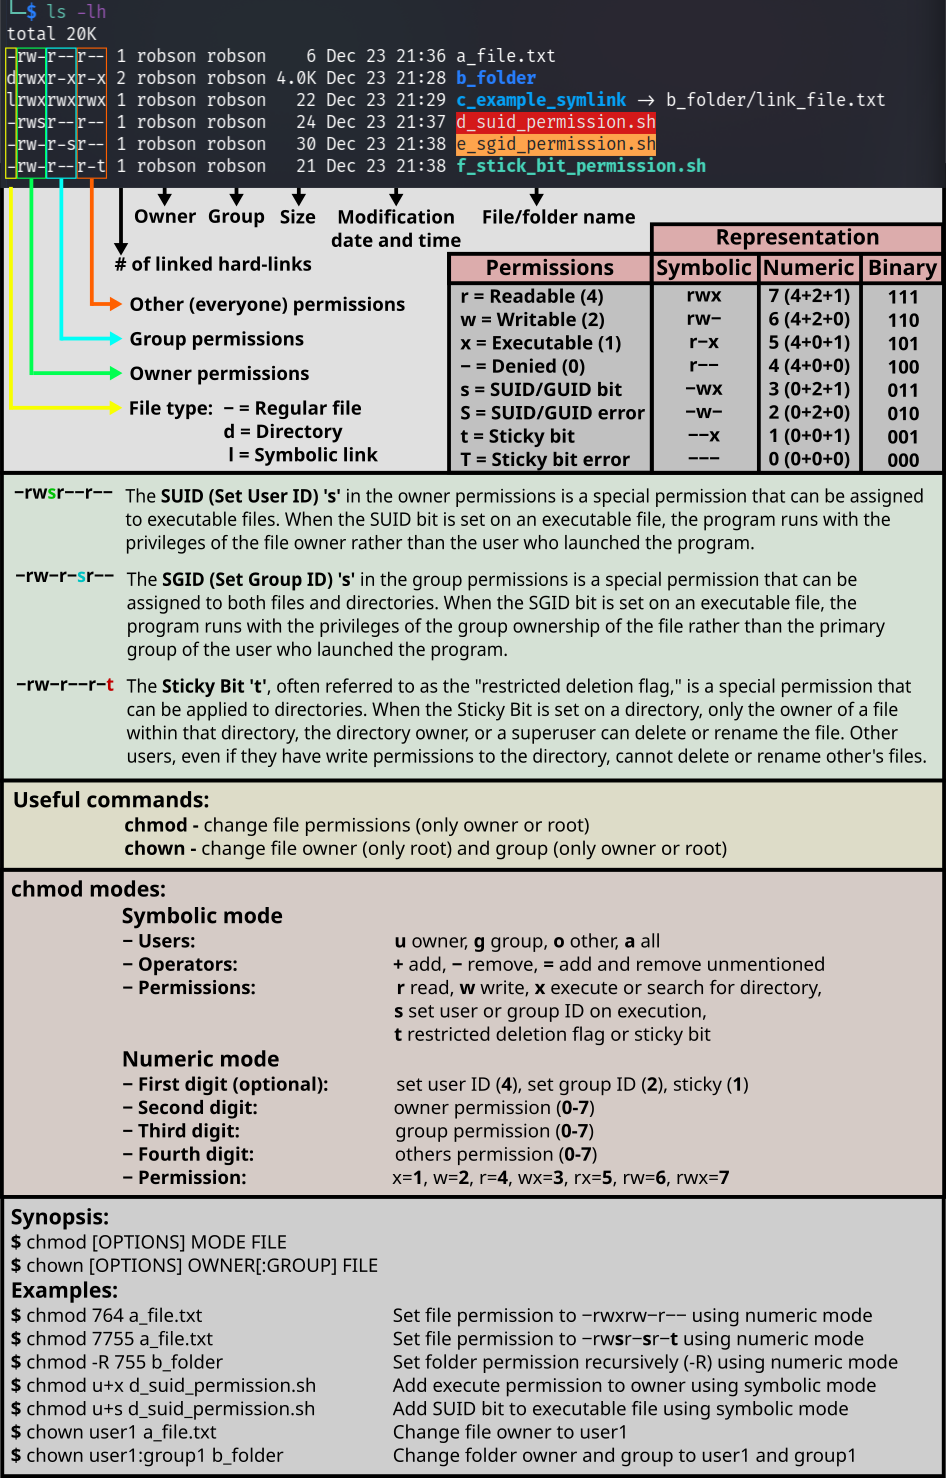 └─$ ls -lh
total 20K
-rw-r--r-- 1 robson robson 6 Dec 23 21:36 a_file.txt
drwxr-xr-x 2 robson robson 4.0K Dec 23 21:28 b_folder
lrwxrwxrwx 1 robson robson 22 Dec 23 21:29 c_example_symlink → b_folder/link_file.txt
-rwsr--r-- 1 robson robson 24 Dec 23 21:37 d_suid_permission.sh
-rw-r-sr-- 1 robson robson 30 Dec 23 21:38 e_sgid_permission.sh
-rw-r--r-t 1 robson robson 21 Dec 23 21:38 f_stick_bit_permission.sh
Owner Group Size Modification date and time File/folder name
# of linked hard-links
Other (everyone) permissions
Group permissions
Owner permissions
File type: − = Regular file
d = Directory
l = Symbolic link
Representation
Permissions Symbolic Numeric Binary
r = Readable (4) rwx 7 (4+2+1) 111
w = Writable (2) rw− 6 (4+2+0) 110
x = Executable (1) r−x 5 (4+0+1) 101
− = Denied (0) r−− 4 (4+0+0) 100
s = SUID/GUID bit −wx 3 (0+2+1) 011
S = SUID/GUID error −w− 2 (0+2+0) 010
t = Sticky bit −−x 1 (0+0+1) 001
T = Sticky bit error −−− 0 (0+0+0) 000
−rwsr−−r−− The SUID (Set User ID) 's' in the owner permissions is a special permission that can be assigned
to executable files. When the SUID bit is set on an executable file, the program runs with the
privileges of the file owner rather than the user who launched the program.
−rw−r−sr−− The SGID (Set Group ID) 's' in the group permissions is a special permission that can be
assigned to both files and directories. When the SGID bit is set on an executable file, the
program runs with the privileges of the group ownership of the file rather than the primary
group of the user who launched the program.
−rw−r−−r−t The Sticky Bit 't', often referred to as the "restricted deletion flag," is a special permission that
can be applied to directories. When the Sticky Bit is set on a directory, only the owner of a file
within that directory, the directory owner, or a superuser can delete or rename the file. Other
users, even if they have write permissions to the directory, cannot delete or rename other's files.
Useful commands:
chmod - change file permissions (only owner or root)
chown - change file owner (only root) and group (only owner or root)
chmod modes:
Symbolic mode
− Users: u owner, g group, o other, a all
− Operators: + add, − remove, = add and remove unmentioned
− Permissions: r read, w write, x execute or search for directory,
s set user or group ID on execution,
t restricted deletion flag or sticky bit
Numeric mode
− First digit (optional): set user ID (4), set group ID (2), sticky (1)
− Second digit: owner permission (0-7)
− Third digit: group permission (0-7)
− Fourth digit: others permission (0-7)
− Permission: x=1, w=2, r=4, wx=3, rx=5, rw=6, rwx=7
Synopsis:
$ chmod [OPTIONS] MODE FILE
$ chown [OPTIONS] OWNER[:GROUP] FILE
Examples:
$ chmod 764 a_file.txt Set file permission to −rwxrw−r−− using numeric mode
$ chmod 7755 a_file.txt Set file permission to −rwsr−sr−t using numeric mode
$ chmod -R 755 b_folder Set folder permission recursively (-R) using numeric mode
$ chmod u+x d_suid_permission.sh Add execute permission to owner using symbolic mode
$ chmod u+s d_suid_permission.sh Add SUID bit to executable file using symbolic mode
$ chown user1 a_file.txt Change file owner to user1
$ chown user1:group1 b_folder Change folder owner and group to user1 and group1